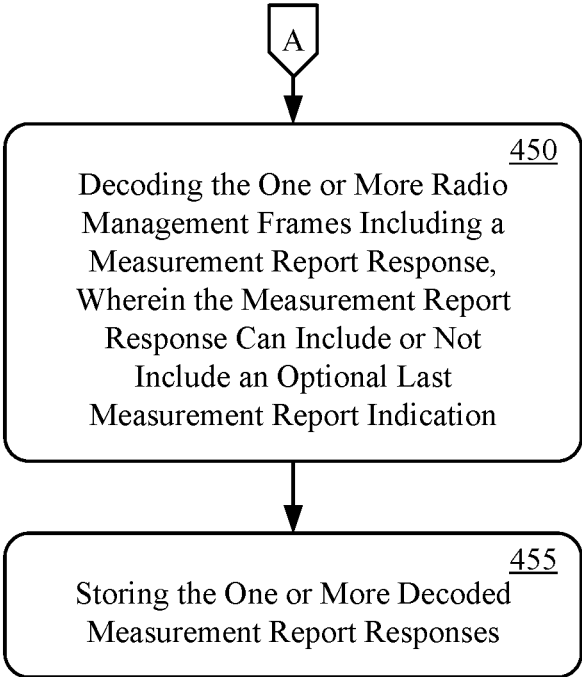 A
450
Decoding the One or More Radio
Management Frames Including a
Measurement Report Response,
Wherein the Measurement Report
Response Can Include or Not
Include an Optional Last
Measurement Report Indication
455
Storing the One or More Decoded
Measurement Report Responses